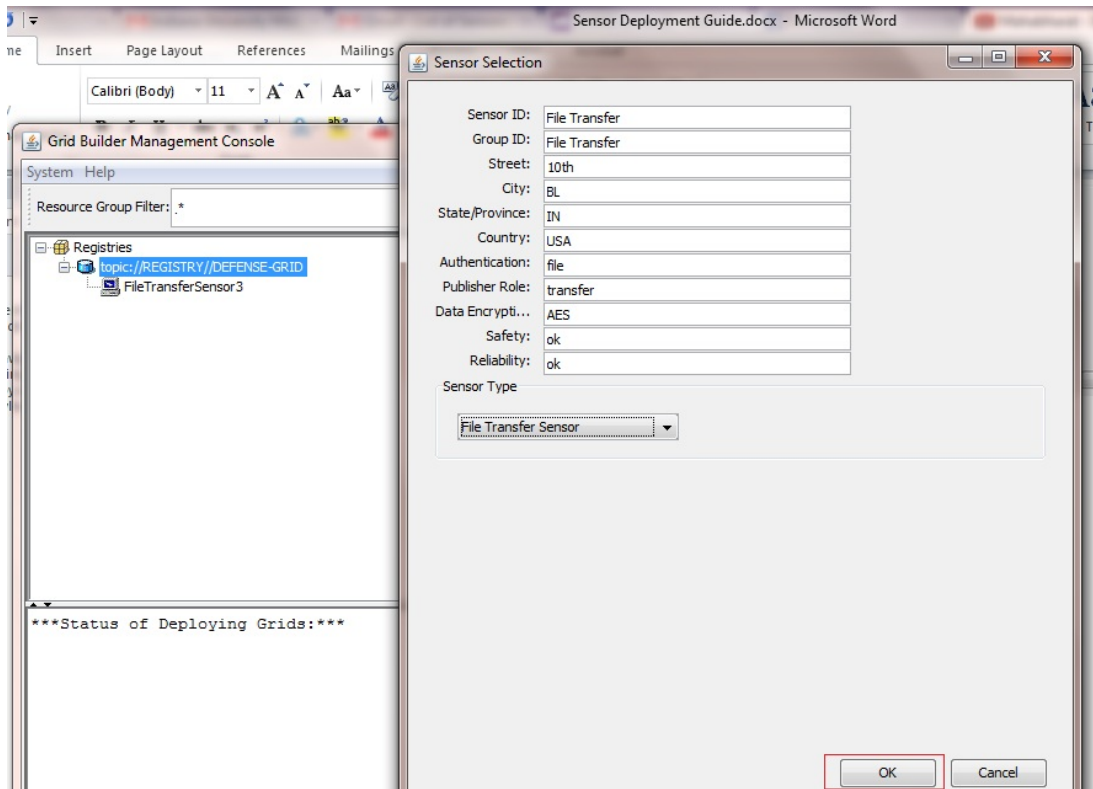 Sensor Deployment Guide.docx - Microsoft Word
Insert Page Layout References Mailings
Calibri (Body) 11 A A Aa
Grid Builder Management Console
System Help
Resource Group Filter: .*
Registries
topic://REGISTRY//DEFENSE-GRID
FileTransferSensor3
***Status of Deploying Grids:***
Sensor Selection
Sensor ID: File Transfer
Group ID: File Transfer
Street: 10th
City: BL
State/Province: IN
Country: USA
Authentication: file
Publisher Role: transfer
Data Encrypti... AES
Safety: ok
Reliability: ok
Sensor Type
File Transfer Sensor
OK Cancel